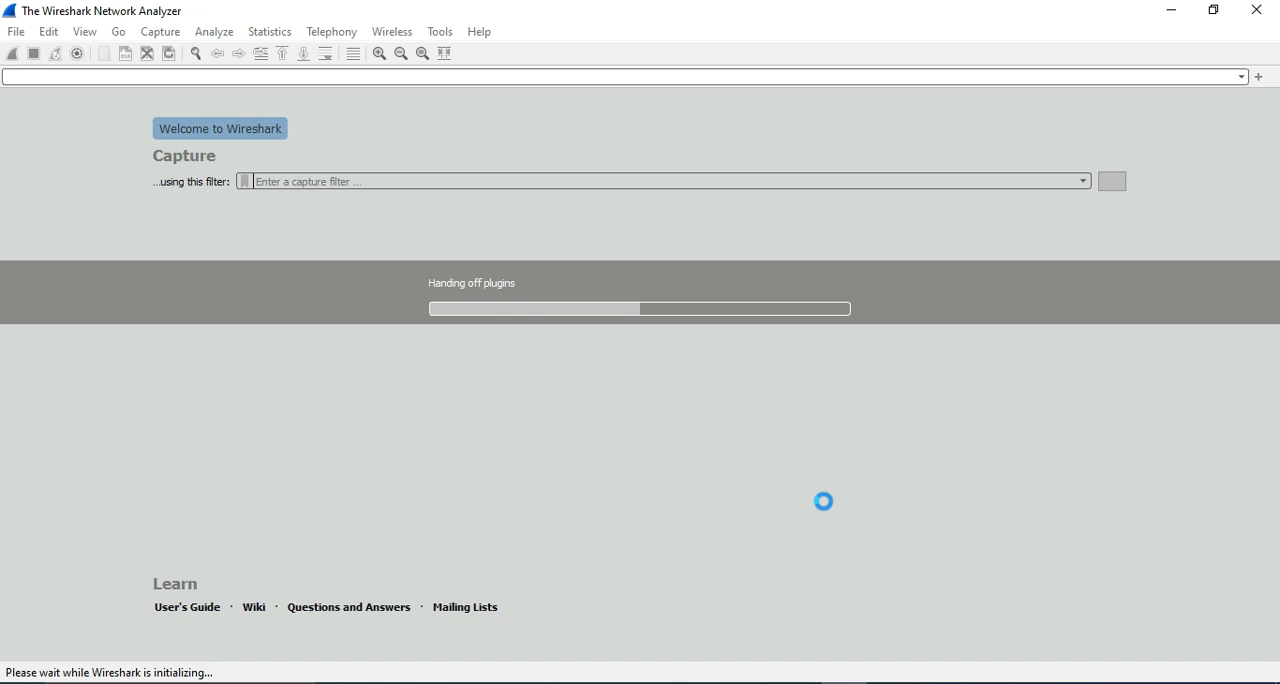 The Wireshark Network Analyzer
File Edit View Go Capture Analyze Statistics Telephony Wireless Tools Help
Welcome to Wireshark
Capture
...using this filter: Enter a capture filter ...
Handing off plugins
Learn
User's Guide · Wiki · Questions and Answers · Mailing Lists
Please wait while Wireshark is initializing...